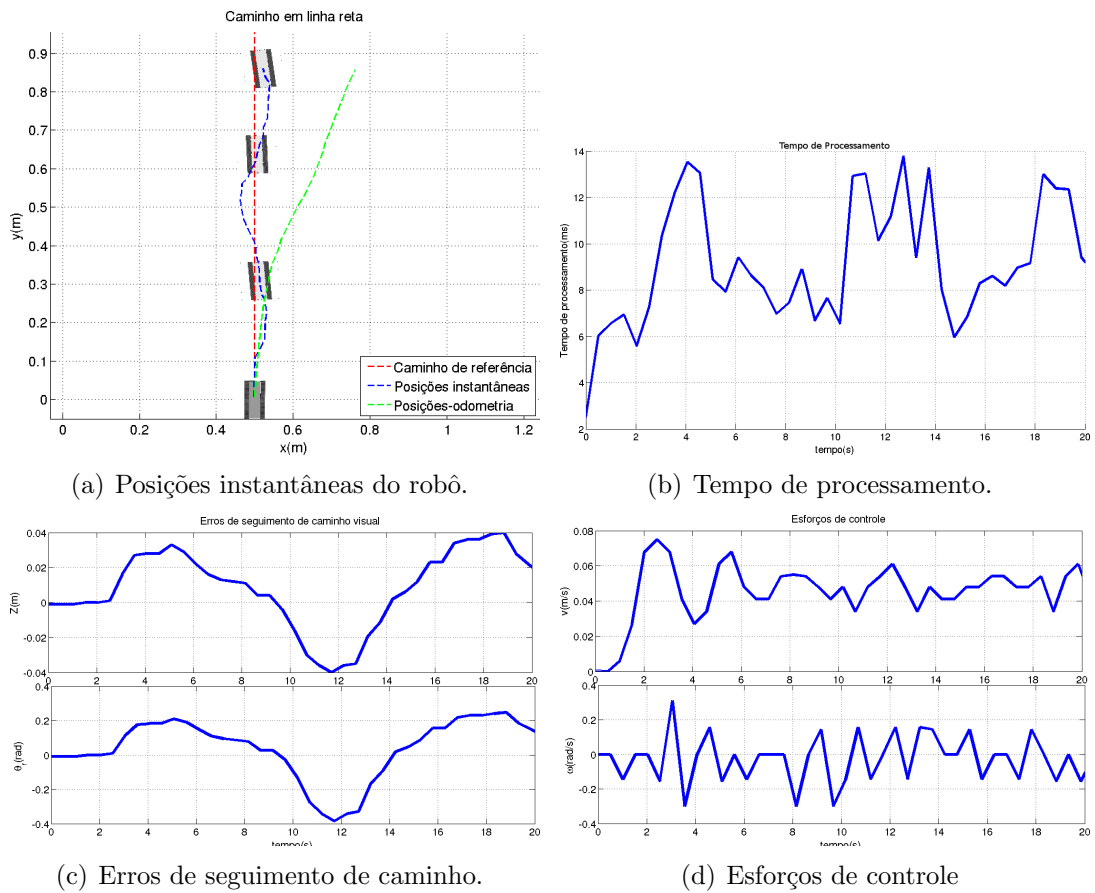 Caminho em linha reta
0.9
0.8
0.7
0.6
0.5
0.4
0.3
0.2
0.1
0
y(m)
0 0.2 0.4 0.6 0.8 1 1.2
x(m)
Caminho de referência
Posições instantâneas
Posições-odometria
(a) Posições instantâneas do robô.
Tempo de Processamento
14
12
10
8
6
4
2
Tempo de processamento(ms)
0 2 4 6 8 10 12 14 16 18 20
tempo(s)
(b) Tempo de processamento.
Erros de seguimento de caminho visual
0.04
0.02
0
-0.02
-0.04
Z(m)
0 2 4 6 8 10 12 14 16 18 20
0.4
0.2
0
-0.2
-0.4
θ_r(rad)
0 2 4 6 8 10 12 14 16 18 20
tempo(s)
(c) Erros de seguimento de caminho.
Esforços de controle
0.08
0.06
0.04
0.02
0
v(m/s)
0 2 4 6 8 10 12 14 16 18 20
0.4
0.2
0
-0.2
-0.4
ω(rad/s)
0 2 4 6 8 10 12 14 16 18 20
tempo(s)
(d) Esforços de controle